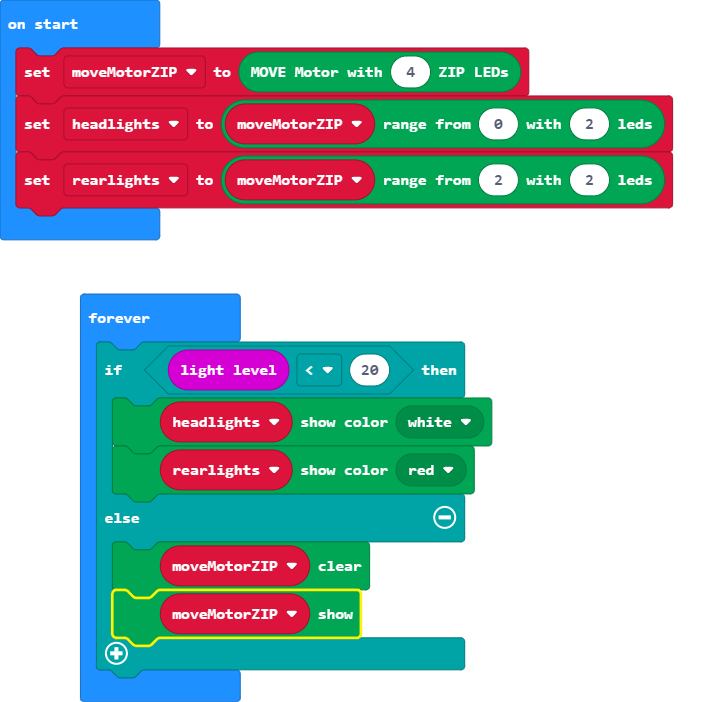 on start
set moveMotorZIP to MOVE Motor with 4 ZIP LEDs
set headlights to moveMotorZIP range from 0 with 2 leds
set rearlights to moveMotorZIP range from 2 with 2 leds
forever
if light level < 20 then
headlights show color white
rearlights show color red
else
moveMotorZIP clear
moveMotorZIP show